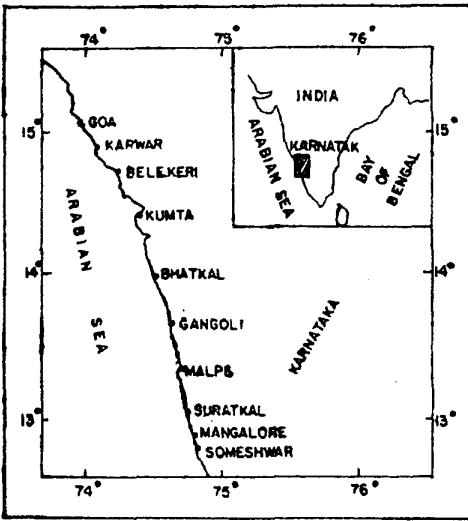 74°
75°
76°
INDIA
ARABIAN SEA
KARNATAK
BAY
OF
BENGAL
15°
15°
GOA
KARWAR
BELEKERI
KUMTA
ARABIAN
SEA
14°
14°
BHATKAL
GANGOLI
KARNATAKA
MALPE
13°
13°
SURATKAL
MANGALORE
SOMESHWAR
74°
75°
76°